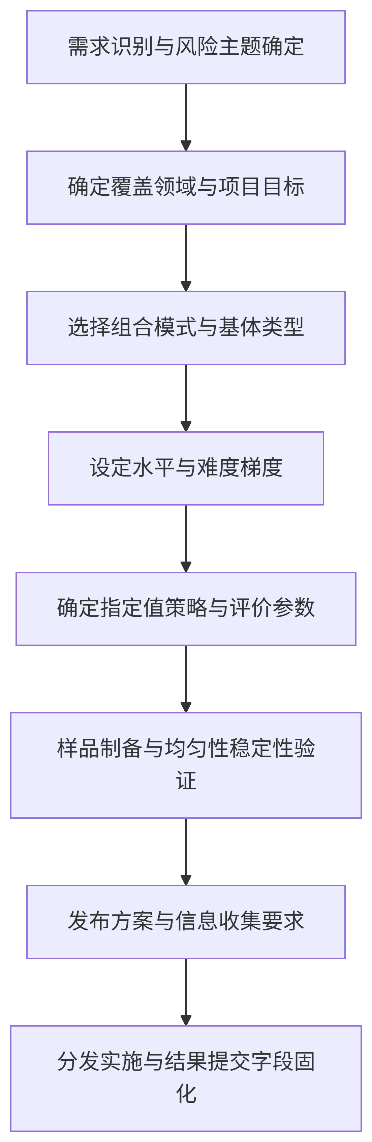 需求识别与风险主题确定
确定覆盖领域与项目目标
选择组合模式与基体类型
设定水平与难度梯度
确定指定值策略与评价参数
样品制备与均匀性稳定性验
证
发布方案与信息收集要求
分发实施与结果提交字段固
化